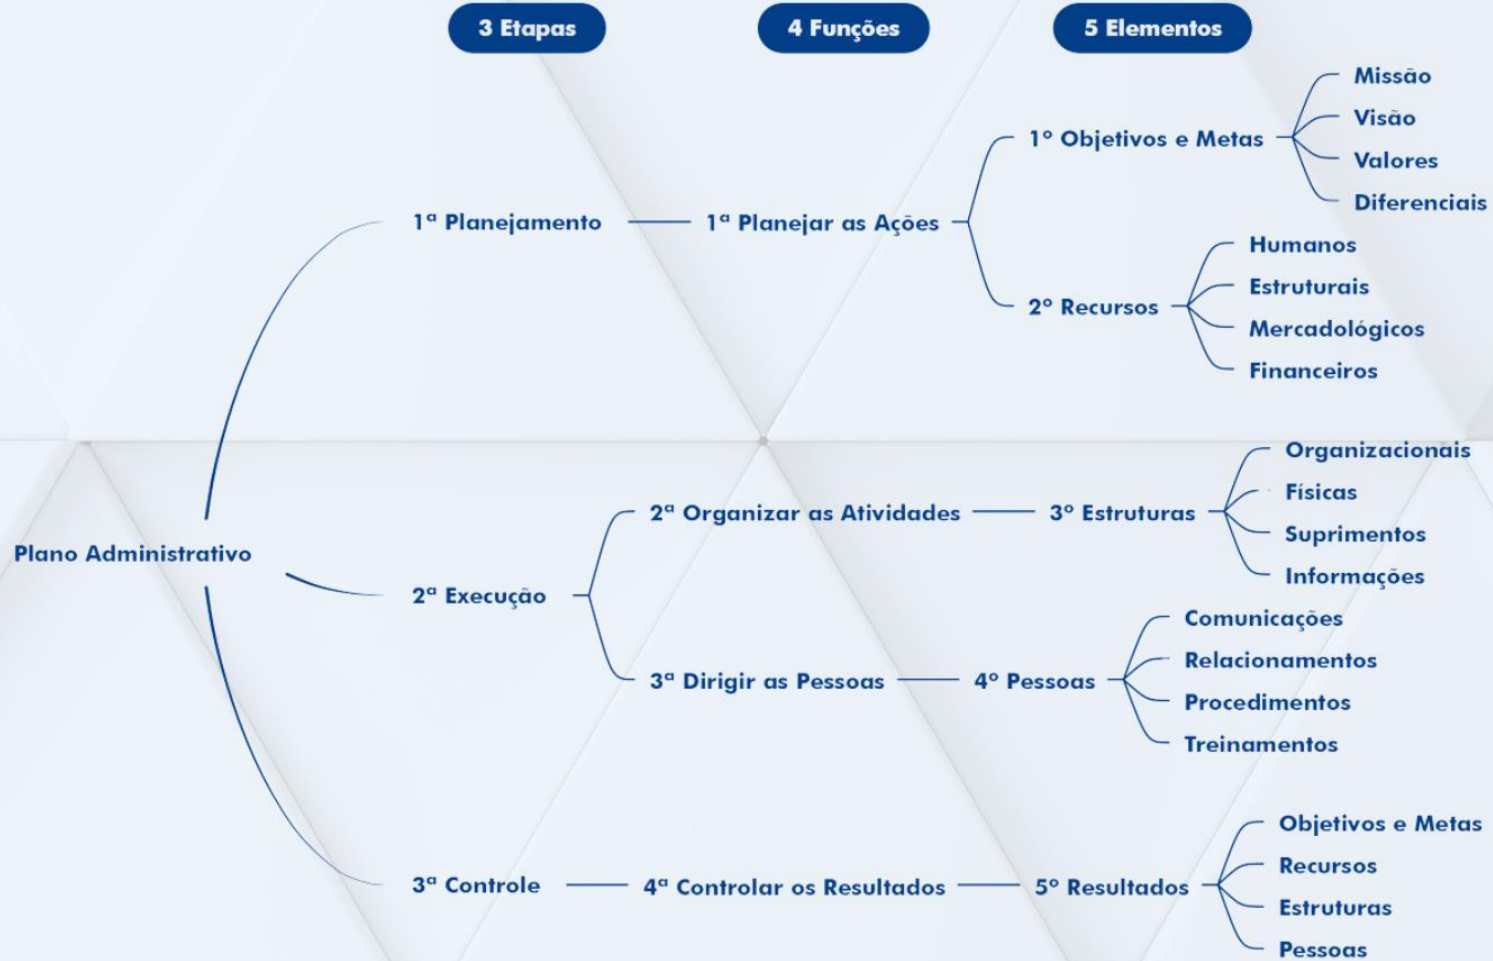 3 Etapas
4 Funções
5 Elementos
Plano Administrativo
1ª Planejamento
1ª Planejar as Ações
1º Objetivos e Metas
Missão
Visão
Valores
Diferenciais
2º Recursos
Humanos
Estruturais
Mercadológicos
Financeiros
2ª Execução
2ª Organizar as Atividades
3º Estruturas
Organizacionais
Físicas
Suprimentos
Informações
3ª Dirigir as Pessoas
4º Pessoas
Comunicações
Relacionamentos
Procedimentos
Treinamentos
3ª Controle
4ª Controlar os Resultados
5º Resultados
Objetivos e Metas
Recursos
Estruturas
Pessoas